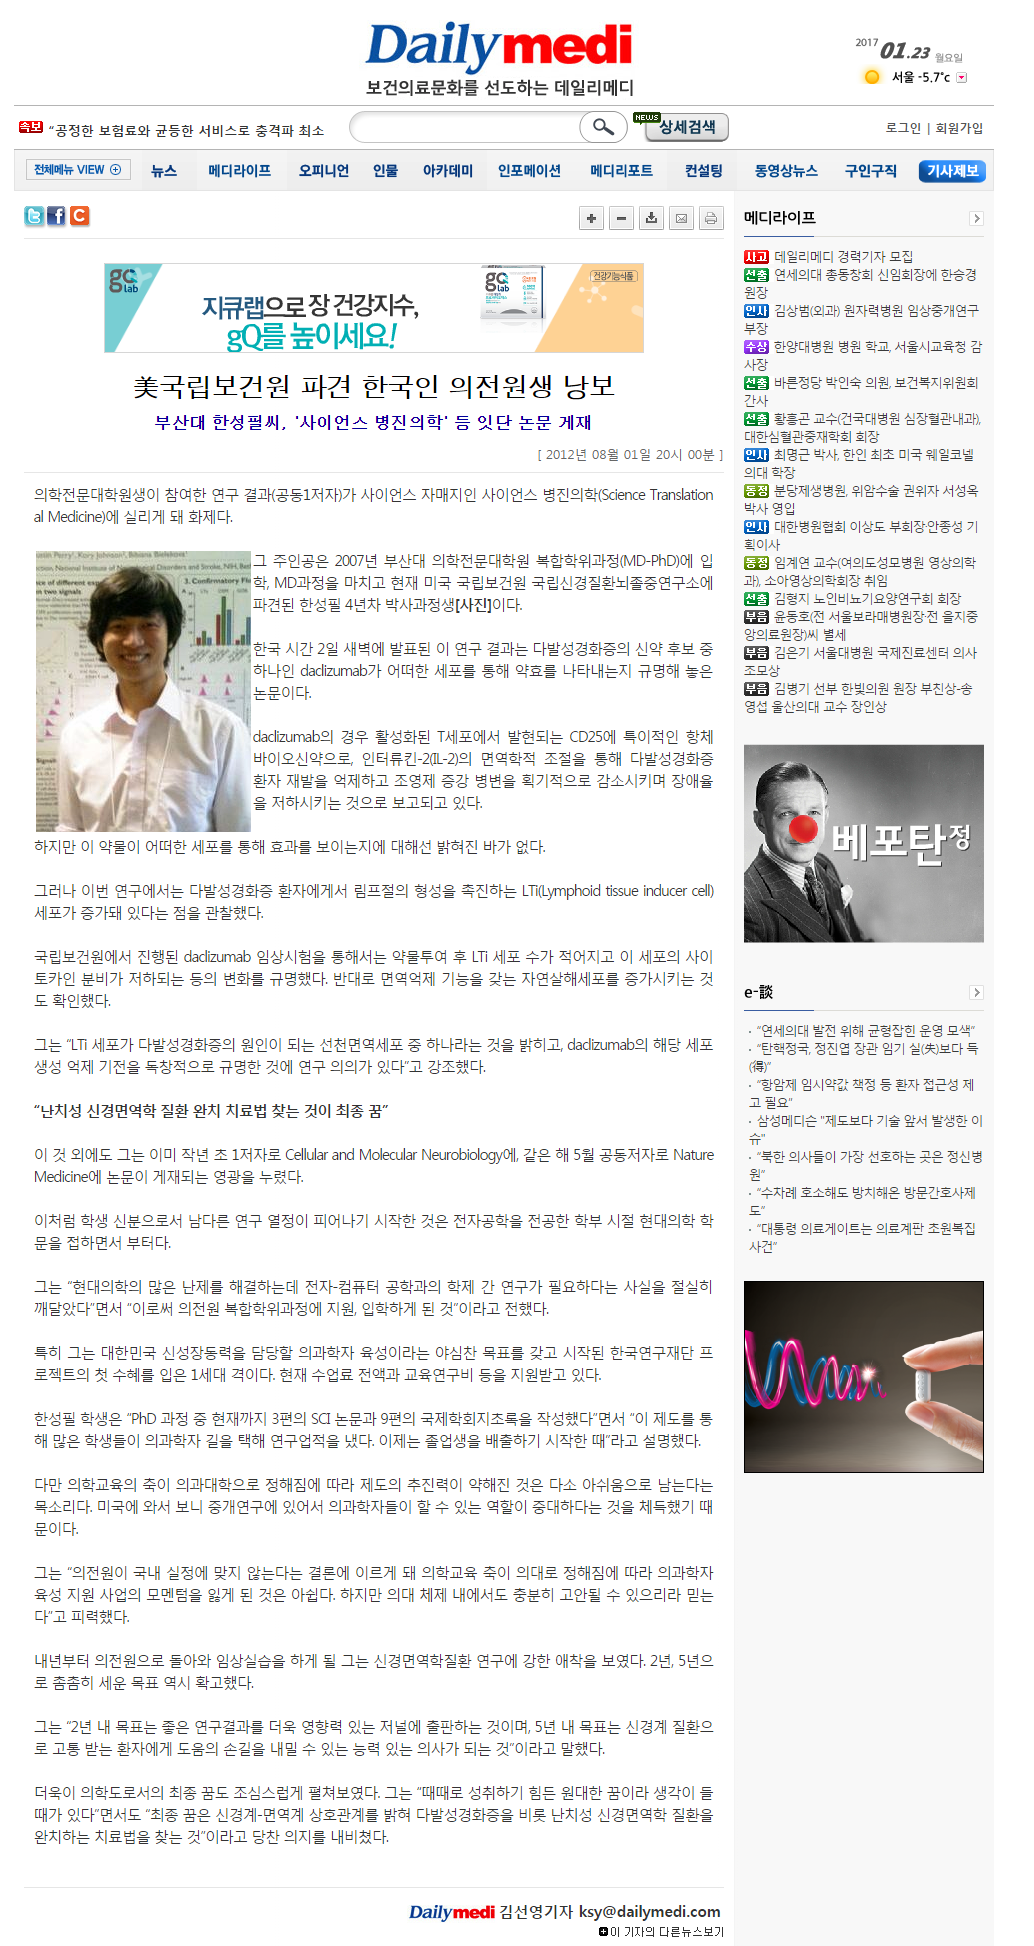 Dailymedi
보건의료문화를 선도하는 데일리메디
2017 01.23 월요일
서울 -5.7°c
속보 “공정한 보험료와 균등한 서비스로 충격파 최소
NEWS 상세검색
로그인 | 회원가입
전체메뉴 VIEW
뉴스 메디라이프 오피니언 인물 아카데미 인포메이션 메디리포트 컨설팅 동영상뉴스 구인구직 기사제보
gQ lab
지큐랩으로 장 건강지수,
gQ를 높이세요!
gQ lab
건강기능식품
美국립보건원 파견 한국인 의전원생 낭보
부산대 한성필씨, '사이언스 병진의학' 등 잇단 논문 게재
[ 2012년 08월 01일 20시 00분 ]
의학전문대학원생이 참여한 연구 결과(공동1저자)가 사이언스 자매지인 사이언스 병진의학(Science Translation
al Medicine)에 실리게 돼 화제다.
그 주인공은 2007년 부산대 의학전문대학원 복합학위과정(MD-PhD)에 입
학, MD과정을 마치고 현재 미국 국립보건원 국립신경질환뇌졸중연구소에
파견된 한성필 4년차 박사과정생[사진]이다.
한국 시간 2일 새벽에 발표된 이 연구 결과는 다발성경화증의 신약 후보 중
하나인 daclizumab가 어떠한 세포를 통해 약효를 나타내는지 규명해 놓은
논문이다.
daclizumab의 경우 활성화된 T세포에서 발현되는 CD25에 특이적인 항체
바이오신약으로, 인터류킨-2(IL-2)의 면역학적 조절을 통해 다발성경화증
환자 재발을 억제하고 조영제 증강 병변을 획기적으로 감소시키며 장애율
을 저하시키는 것으로 보고되고 있다.
하지만 이 약물이 어떠한 세포를 통해 효과를 보이는지에 대해선 밝혀진 바가 없다.
그러나 이번 연구에서는 다발성경화증 환자에게서 림프절의 형성을 촉진하는 LTi(Lymphoid tissue inducer cell)
세포가 증가돼 있다는 점을 관찰했다.
국립보건원에서 진행된 daclizumab 임상시험을 통해서는 약물투여 후 LTi 세포 수가 적어지고 이 세포의 사이
토카인 분비가 저하되는 등의 변화를 규명했다. 반대로 면역억제 기능을 갖는 자연살해세포를 증가시키는 것
도 확인했다.
그는 “LTi 세포가 다발성경화증의 원인이 되는 선천면역세포 중 하나라는 것을 밝히고, daclizumab의 해당 세포
생성 억제 기전을 독창적으로 규명한 것에 연구 의의가 있다”고 강조했다.
“난치성 신경면역학 질환 완치 치료법 찾는 것이 최종 꿈”
이 것 외에도 그는 이미 작년 초 1저자로 Cellular and Molecular Neurobiology에, 같은 해 5월 공동저자로 Nature
Medicine에 논문이 게재되는 영광을 누렸다.
이처럼 학생 신분으로서 남다른 연구 열정이 피어나기 시작한 것은 전자공학을 전공한 학부 시절 현대의학 학
문을 접하면서 부터다.
그는 “현대의학의 많은 난제를 해결하는데 전자-컴퓨터 공학과의 학제 간 연구가 필요하다는 사실을 절실히
깨달았다”면서 “이로써 의전원 복합학위과정에 지원, 입학하게 된 것”이라고 전했다.
특히 그는 대한민국 신성장동력을 담당할 의과학자 육성이라는 야심찬 목표를 갖고 시작된 한국연구재단 프
로젝트의 첫 수혜를 입은 1세대 격이다. 현재 수업료 전액과 교육연구비 등을 지원받고 있다.
한성필 학생은 “PhD 과정 중 현재까지 3편의 SCI 논문과 9편의 국제학회지초록을 작성했다”면서 “이 제도를 통
해 많은 학생들이 의과학자 길을 택해 연구업적을 냈다. 이제는 졸업생을 배출하기 시작한 때”라고 설명했다.
다만 의학교육의 축이 의과대학으로 정해짐에 따라 제도의 추진력이 약해진 것은 다소 아쉬움으로 남는다는
목소리다. 미국에 와서 보니 중개연구에 있어서 의과학자들이 할 수 있는 역할이 중대하다는 것을 체득했기 때
문이다.
그는 “의전원이 국내 실정에 맞지 않는다는 결론에 이르게 돼 의학교육 축이 의대로 정해짐에 따라 의과학자
육성 지원 사업의 모멘텀을 잃게 된 것은 아쉽다. 하지만 의대 체제 내에서도 충분히 고안될 수 있으리라 믿는
다”고 피력했다.
내년부터 의전원으로 돌아와 임상실습을 하게 될 그는 신경면역학질환 연구에 강한 애착을 보였다. 2년, 5년으
로 촘촘히 세운 목표 역시 확고했다.
그는 “2년 내 목표는 좋은 연구결과를 더욱 영향력 있는 저널에 출판하는 것이며, 5년 내 목표는 신경계 질환으
로 고통 받는 환자에게 도움의 손길을 내밀 수 있는 능력 있는 의사가 되는 것”이라고 말했다.
더욱이 의학도로서의 최종 꿈도 조심스럽게 펼쳐보였다. 그는 “때때로 성취하기 힘든 원대한 꿈이라 생각이 들
때가 있다”면서도 “최종 꿈은 신경계-면역계 상호관계를 밝혀 다발성경화증을 비롯 난치성 신경면역학 질환을
완치하는 치료법을 찾는 것”이라고 당찬 의지를 내비쳤다.
Dailymedi 김선영기자 ksy@dailymedi.com
이 기자의 다른뉴스보기
메디라이프
사고 데일리메디 경력기자 모집
선출 연세의대 총동창회 신임회장에 한승경
원장
인사 김상범(외과) 원자력병원 임상중개연구
부장
수상 한양대병원 병원 학교, 서울시교육청 감
사장
선출 바른정당 박인숙 의원, 보건복지위원회
간사
선출 황흥곤 교수(건국대병원 심장혈관내과),
대한심혈관중재학회 회장
인사 최명근 박사, 한인 최초 미국 웨일코넬
의대 학장
동정 분당제생병원, 위암수술 권위자 서성옥
박사 영입
인사 대한병원협회 이상도 부회장·안종성 기
획이사
동정 임계연 교수(여의도성모병원 영상의학
과), 소아영상의학회장 취임
선출 김형지 노인비뇨기요양연구회 회장
부음 윤동호(전 서울보라매병원장·전 을지중
앙의료원장)씨 별세
부음 김은기 서울대병원 국제진료센터 의사
조모상
부음 김병기 선부 한빛의원 원장 부친상-송
영섭 울산의대 교수 장인상
베포탄정
e-談
· “연세의대 발전 위해 균형잡힌 운영 모색”
· “탄핵정국, 정진엽 장관 임기 실(失)보다 득
(得)”
· “항암제 임시약값 책정 등 환자 접근성 제
고 필요”
· 삼성메디슨 "제도보다 기술 앞서 발생한 이
슈"
· “북한 의사들이 가장 선호하는 곳은 정신병
원”
· “수차례 호소해도 방치해온 방문간호사제
도”
· “대통령 의료게이트는 의료계판 초원복집
사건”